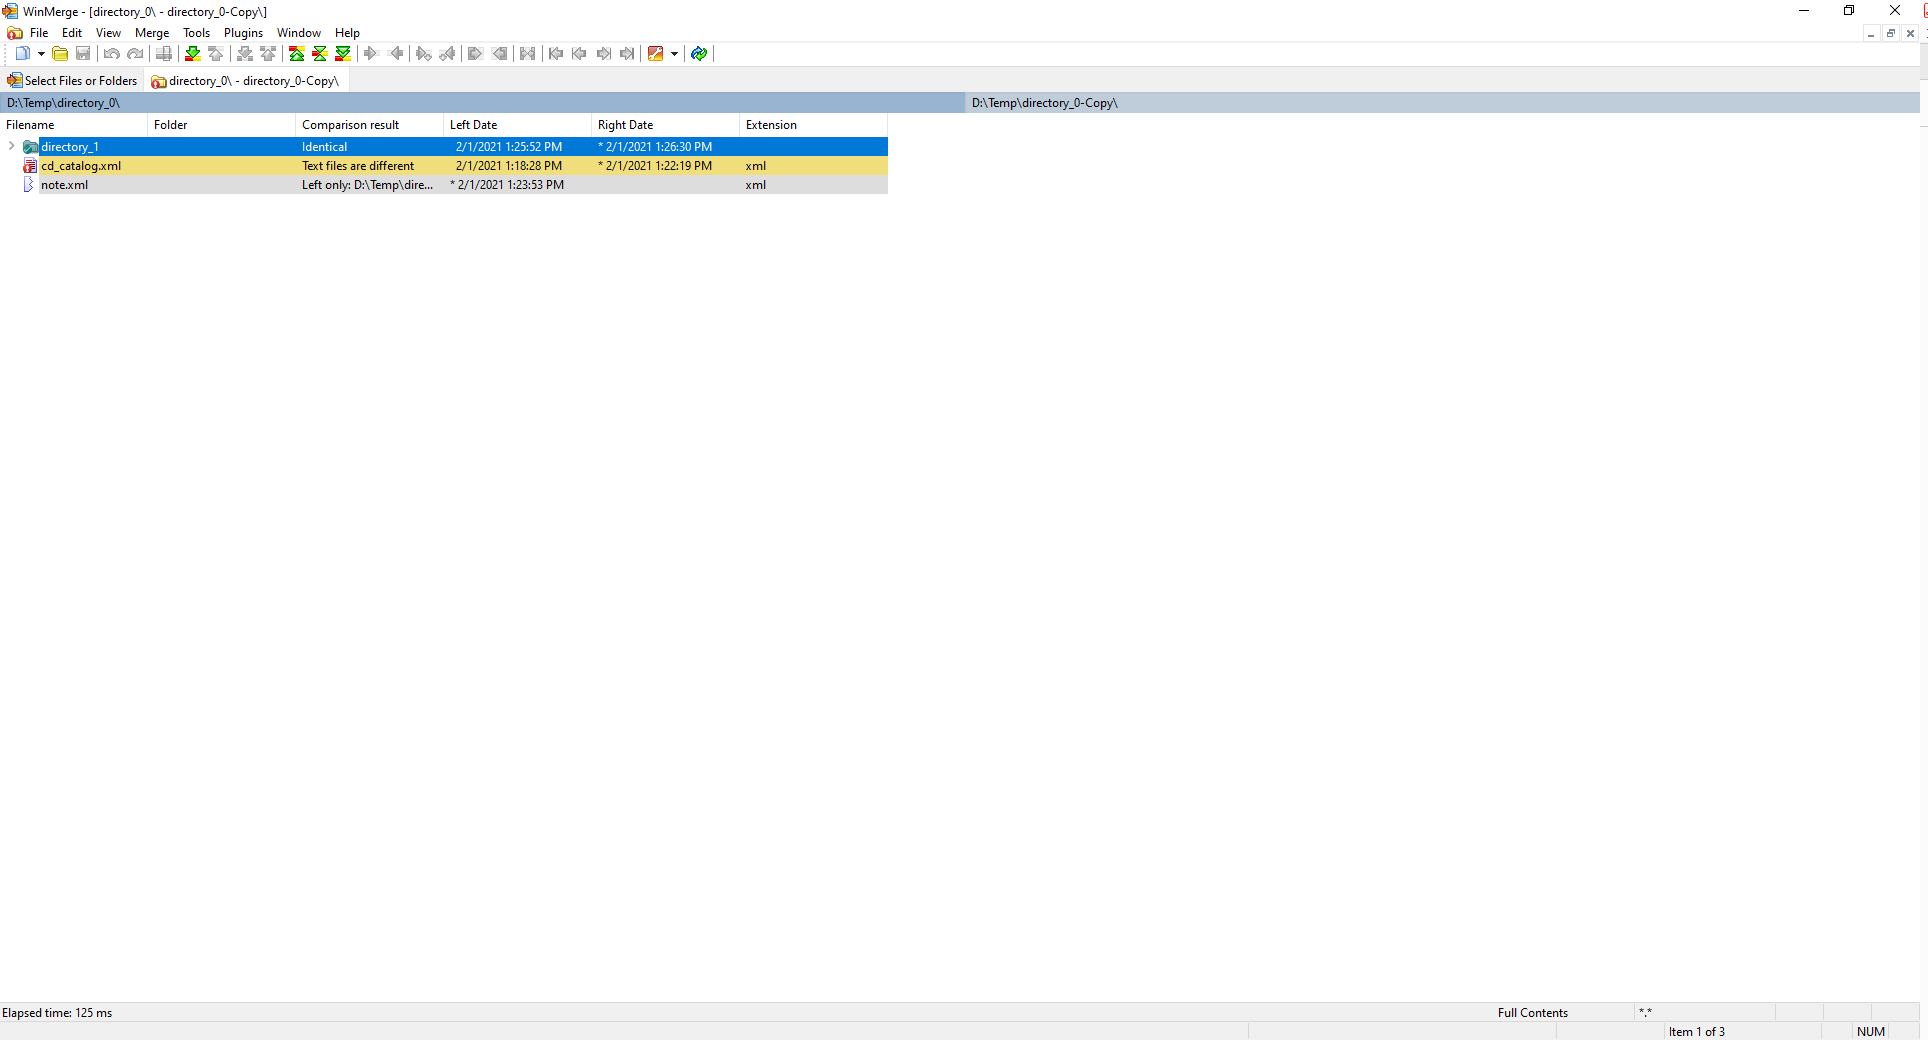 WinMerge - [directory_0\ - directory_0-Copy\]
File Edit View Merge Tools Plugins Window Help
Select Files or Folders directory_0\ - directory_0-Copy\
D:\Temp\directory_0\ D:\Temp\directory_0-Copy\
Filename Folder Comparison result Left Date Right Date Extension
directory_1 Identical 2/1/2021 1:25:52 PM * 2/1/2021 1:26:30 PM
cd_catalog.xml Text files are different 2/1/2021 1:18:28 PM * 2/1/2021 1:22:19 PM xml
note.xml Left only: D:\Temp\dire... * 2/1/2021 1:23:53 PM xml
Elapsed time: 125 ms Full Contents *.*
Item 1 of 3 NUM